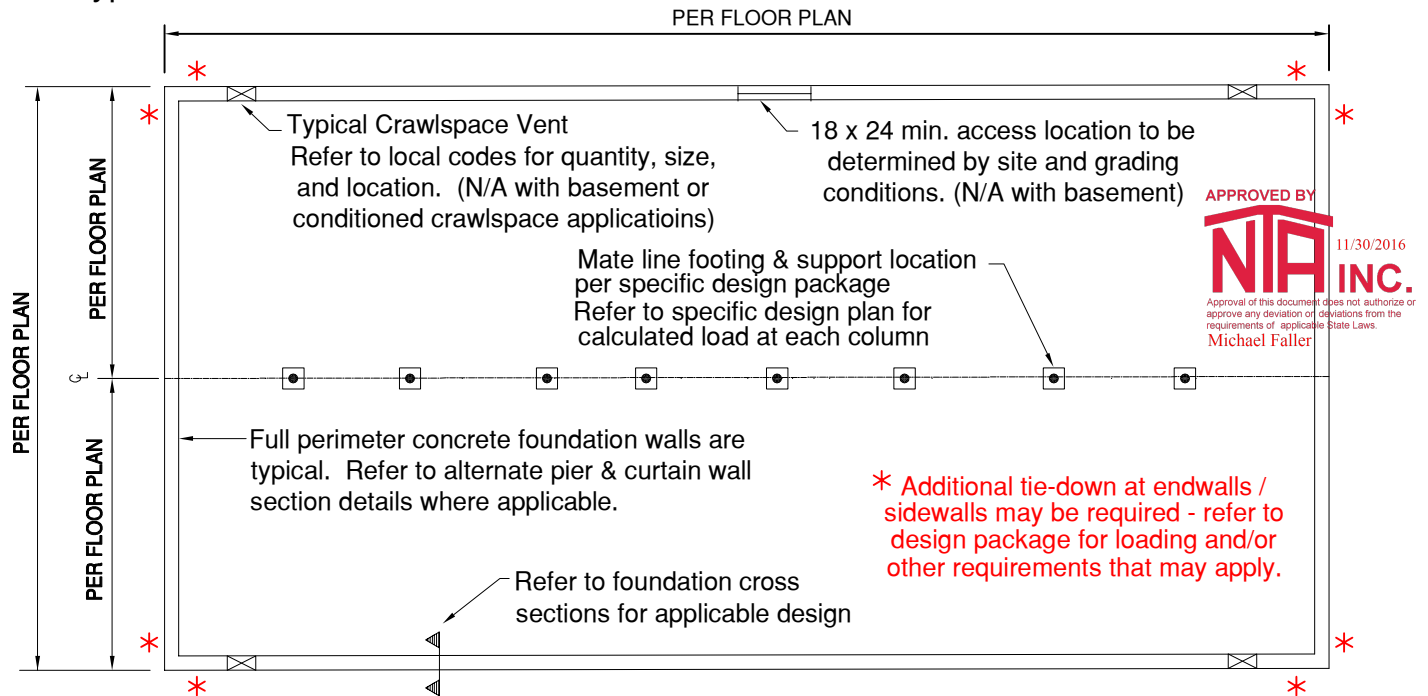 PER FLOOR PLAN
Typical Crawlspace Vent
Refer to local codes for quantity, size,
and location. (N/A with basement or
conditioned crawlspace applicatioins)
18 x 24 min. access location to be
determined by site and grading
conditions. (N/A with basement)
APPROVED BY
NTA
INC.
11/30/2016
Approval of this document does not authorize or
approve any deviation or deviations from the
requirements of applicable State Laws.
Michael Faller
Mate line footing & support location
per specific design package
Refer to specific design plan for
calculated load at each column
PER FLOOR PLAN
PER FLOOR PLAN
CL
PER FLOOR PLAN
Full perimeter concrete foundation walls are
typical. Refer to alternate pier & curtain wall
section details where applicable.
* Additional tie-down at endwalls /
sidewalls may be required - refer to
design package for loading and/or
other requirements that may apply.
Refer to foundation cross
sections for applicable design